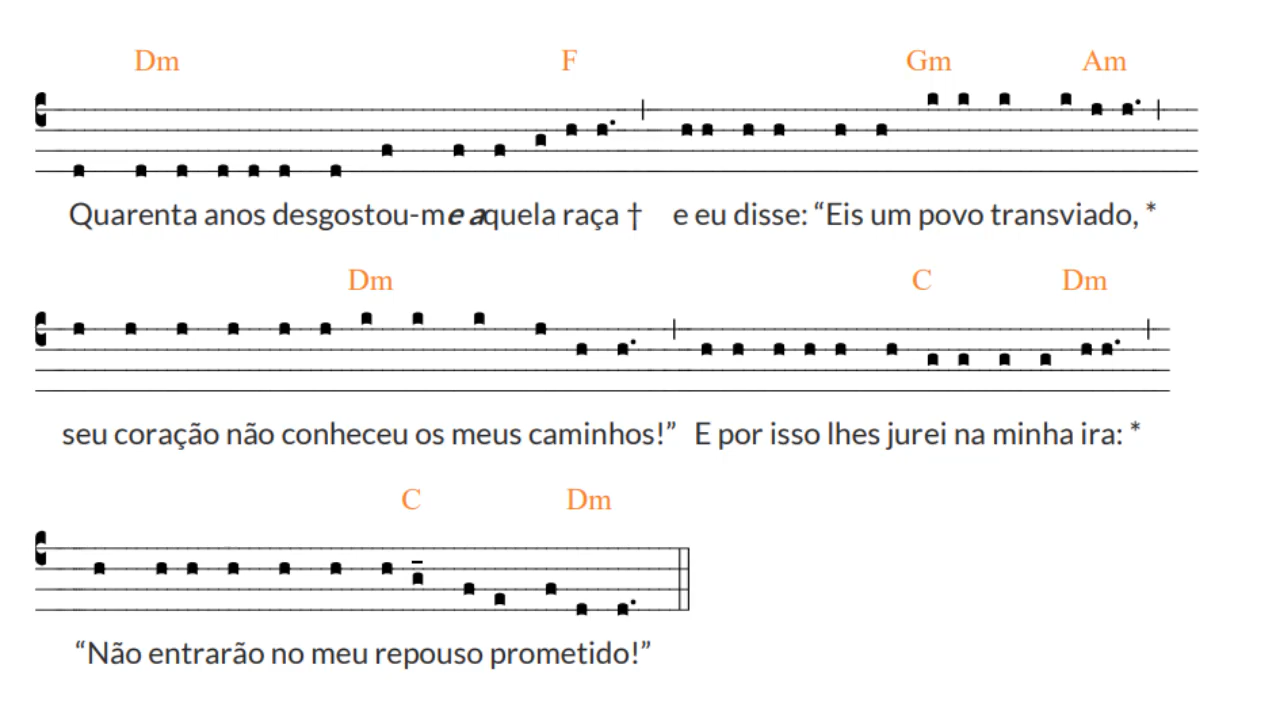 Dm F Gm Am
Quarenta anos desgostou-me aquela raça † e eu disse: “Eis um povo transviado, *
Dm C Dm
seu coração não conheceu os meus caminhos!” E por isso lhes jurei na minha ira: *
C Dm
“Não entrarão no meu repouso prometido!”